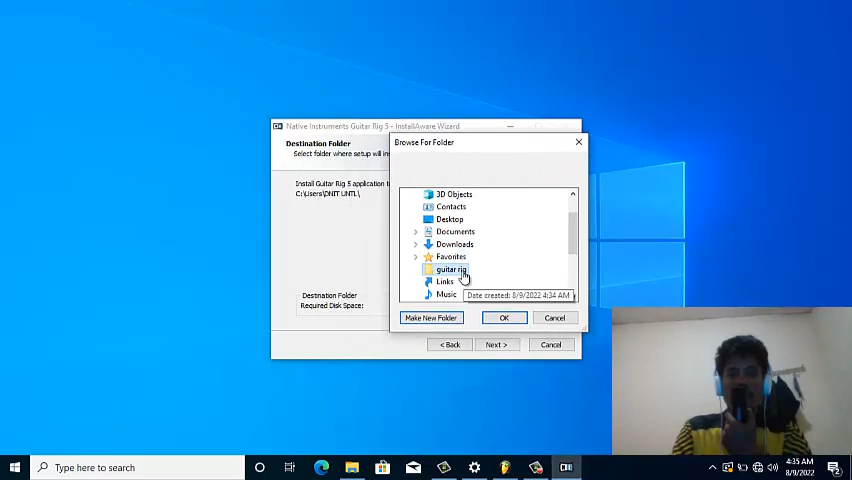 Native Instruments Guitar Rig 5 - InstallAware Wizard
Destination Folder
Select folder where setup will ins
Install Guitar Rig 5 application t
C:\Users\DNIT UNTL\
Destination Folder
Required Disk Space:
< Back
Next >
Cancel
Browse For Folder
3D Objects
Contacts
Desktop
Documents
Downloads
Favorites
guitar rig
Links
Music
Date created: 8/9/2022 4:34 AM
Make New Folder
OK
Cancel
Type here to search
4:35 AM
8/9/2022
2